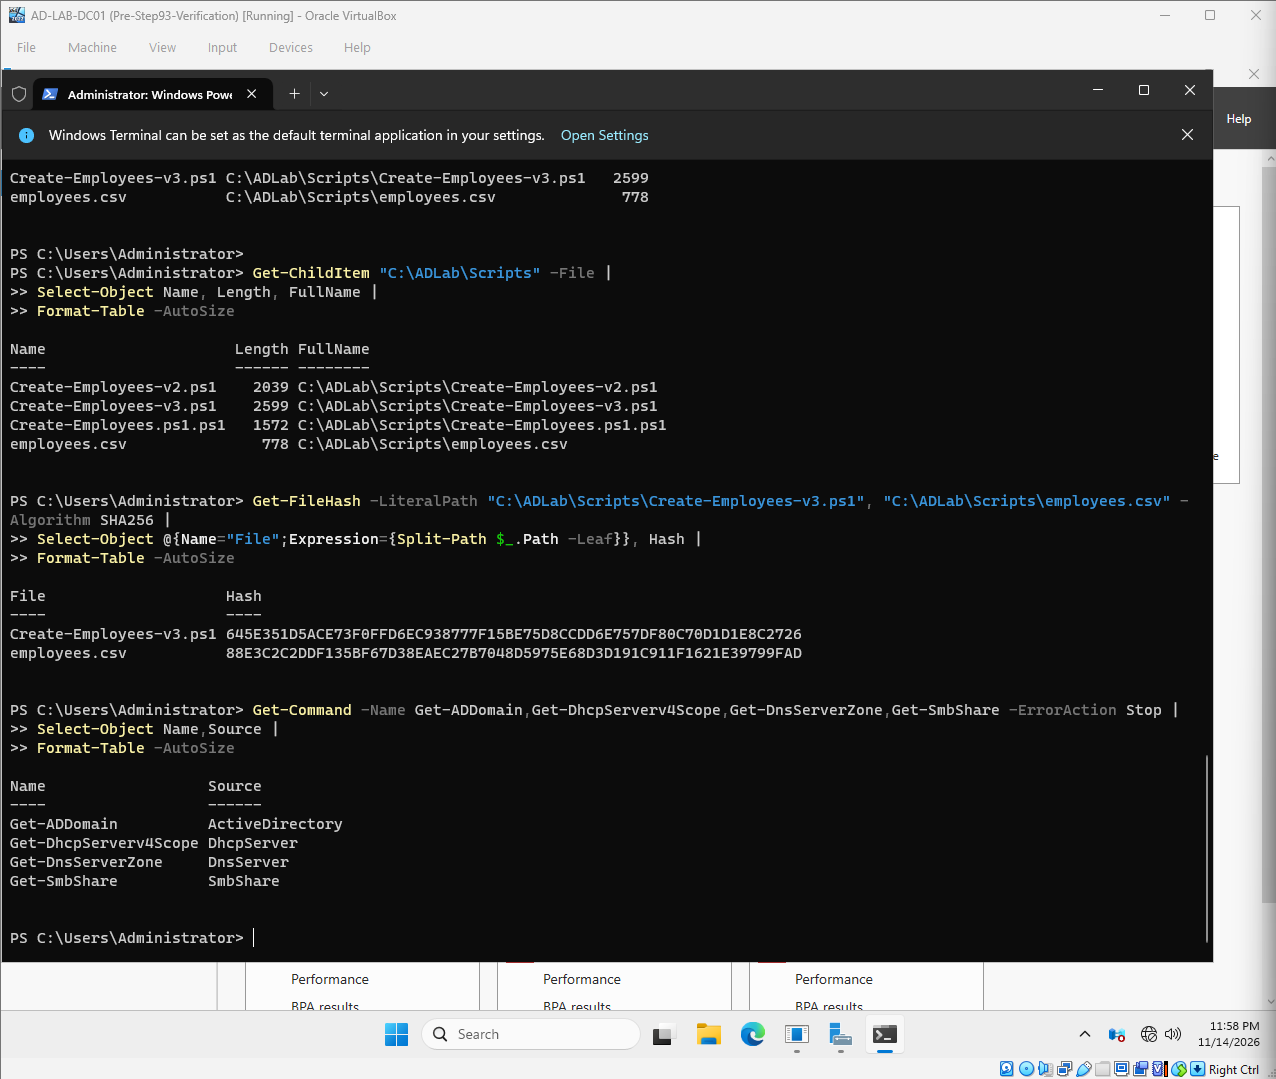 AD-LAB-DC01 (Pre-Step93-Verification) [Running] - Oracle VirtualBox
File Machine View Input Devices Help
Administrator: Windows Powe
Help
Windows Terminal can be set as the default terminal application in your settings. Open Settings
Create-Employees-v3.ps1 C:\ADLab\Scripts\Create-Employees-v3.ps1 2599
employees.csv C:\ADLab\Scripts\employees.csv 778
PS C:\Users\Administrator>
PS C:\Users\Administrator> Get-ChildItem "C:\ADLab\Scripts" -File |
>> Select-Object Name, Length, FullName |
>> Format-Table -AutoSize
Name Length FullName
---- ------ --------
Create-Employees-v2.ps1 2039 C:\ADLab\Scripts\Create-Employees-v2.ps1
Create-Employees-v3.ps1 2599 C:\ADLab\Scripts\Create-Employees-v3.ps1
Create-Employees.ps1.ps1 1572 C:\ADLab\Scripts\Create-Employees.ps1.ps1
employees.csv 778 C:\ADLab\Scripts\employees.csv
e
PS C:\Users\Administrator> Get-FileHash -LiteralPath "C:\ADLab\Scripts\Create-Employees-v3.ps1", "C:\ADLab\Scripts\employees.csv" -
Algorithm SHA256 |
>> Select-Object @{Name="File";Expression={Split-Path $_.Path -Leaf}}, Hash |
>> Format-Table -AutoSize
File Hash
---- ----
Create-Employees-v3.ps1 645E351D5ACE73F0FFD6EC938777F15BE75D8CCDD6E757DF80C70D1D1E8C2726
employees.csv 88E3C2C2DDF135BF67D38EAEC27B7048D5975E68D3D191C911F1621E39799FAD
PS C:\Users\Administrator> Get-Command -Name Get-ADDomain,Get-DhcpServerv4Scope,Get-DnsServerZone,Get-SmbShare -ErrorAction Stop |
>> Select-Object Name,Source |
>> Format-Table -AutoSize
Name Source
---- ------
Get-ADDomain ActiveDirectory
Get-DhcpServerv4Scope DhcpServer
Get-DnsServerZone DnsServer
Get-SmbShare SmbShare
PS C:\Users\Administrator>
Performance Performance Performance
BPA results BPA results BPA results
Search
11:58 PM
11/14/2026
Right Ctrl